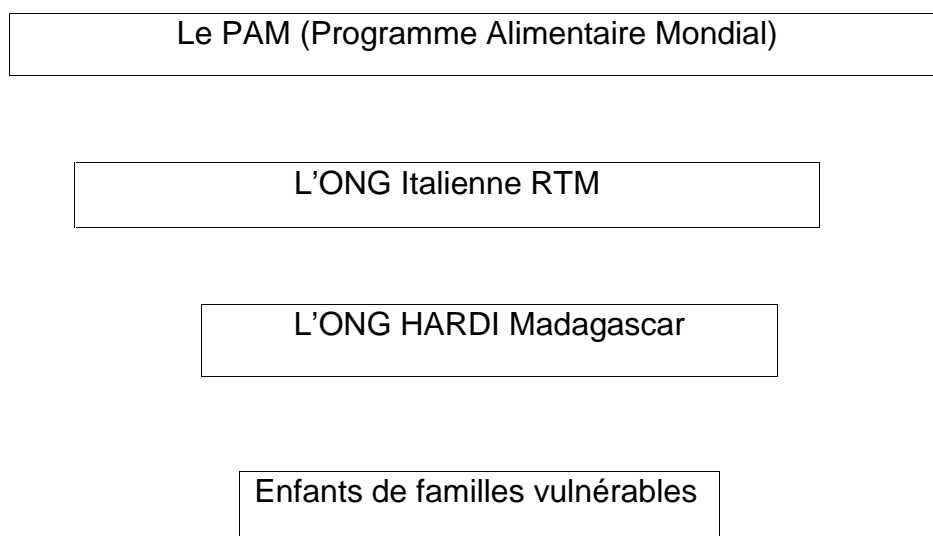 Le PAM (Programme Alimentaire Mondial)
L'ONG Italienne RTM
L'ONG HARDI Madagascar
Enfants de familles vulnérables